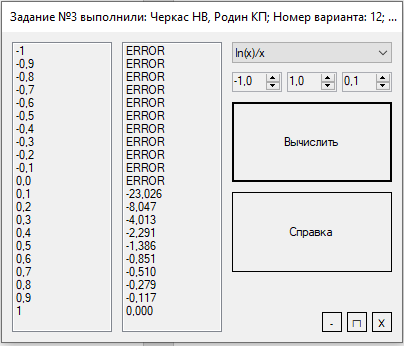 Задание №3 выполнили: Черкас НВ, Родин КП; Номер варианта: 12; ...
-1
-0,9
-0,8
-0,7
-0,6
-0,5
-0,4
-0,3
-0,2
-0,1
0,0
0,1
0,2
0,3
0,4
0,5
0,6
0,7
0,8
0,9
1
ERROR
ERROR
ERROR
ERROR
ERROR
ERROR
ERROR
ERROR
ERROR
ERROR
ERROR
-23,026
-8,047
-4,013
-2,291
-1,386
-0,851
-0,510
-0,279
-0,117
0,000
ln(x)/x
-1,0 1,0 0,1
Вычислить
Справка
- □ X